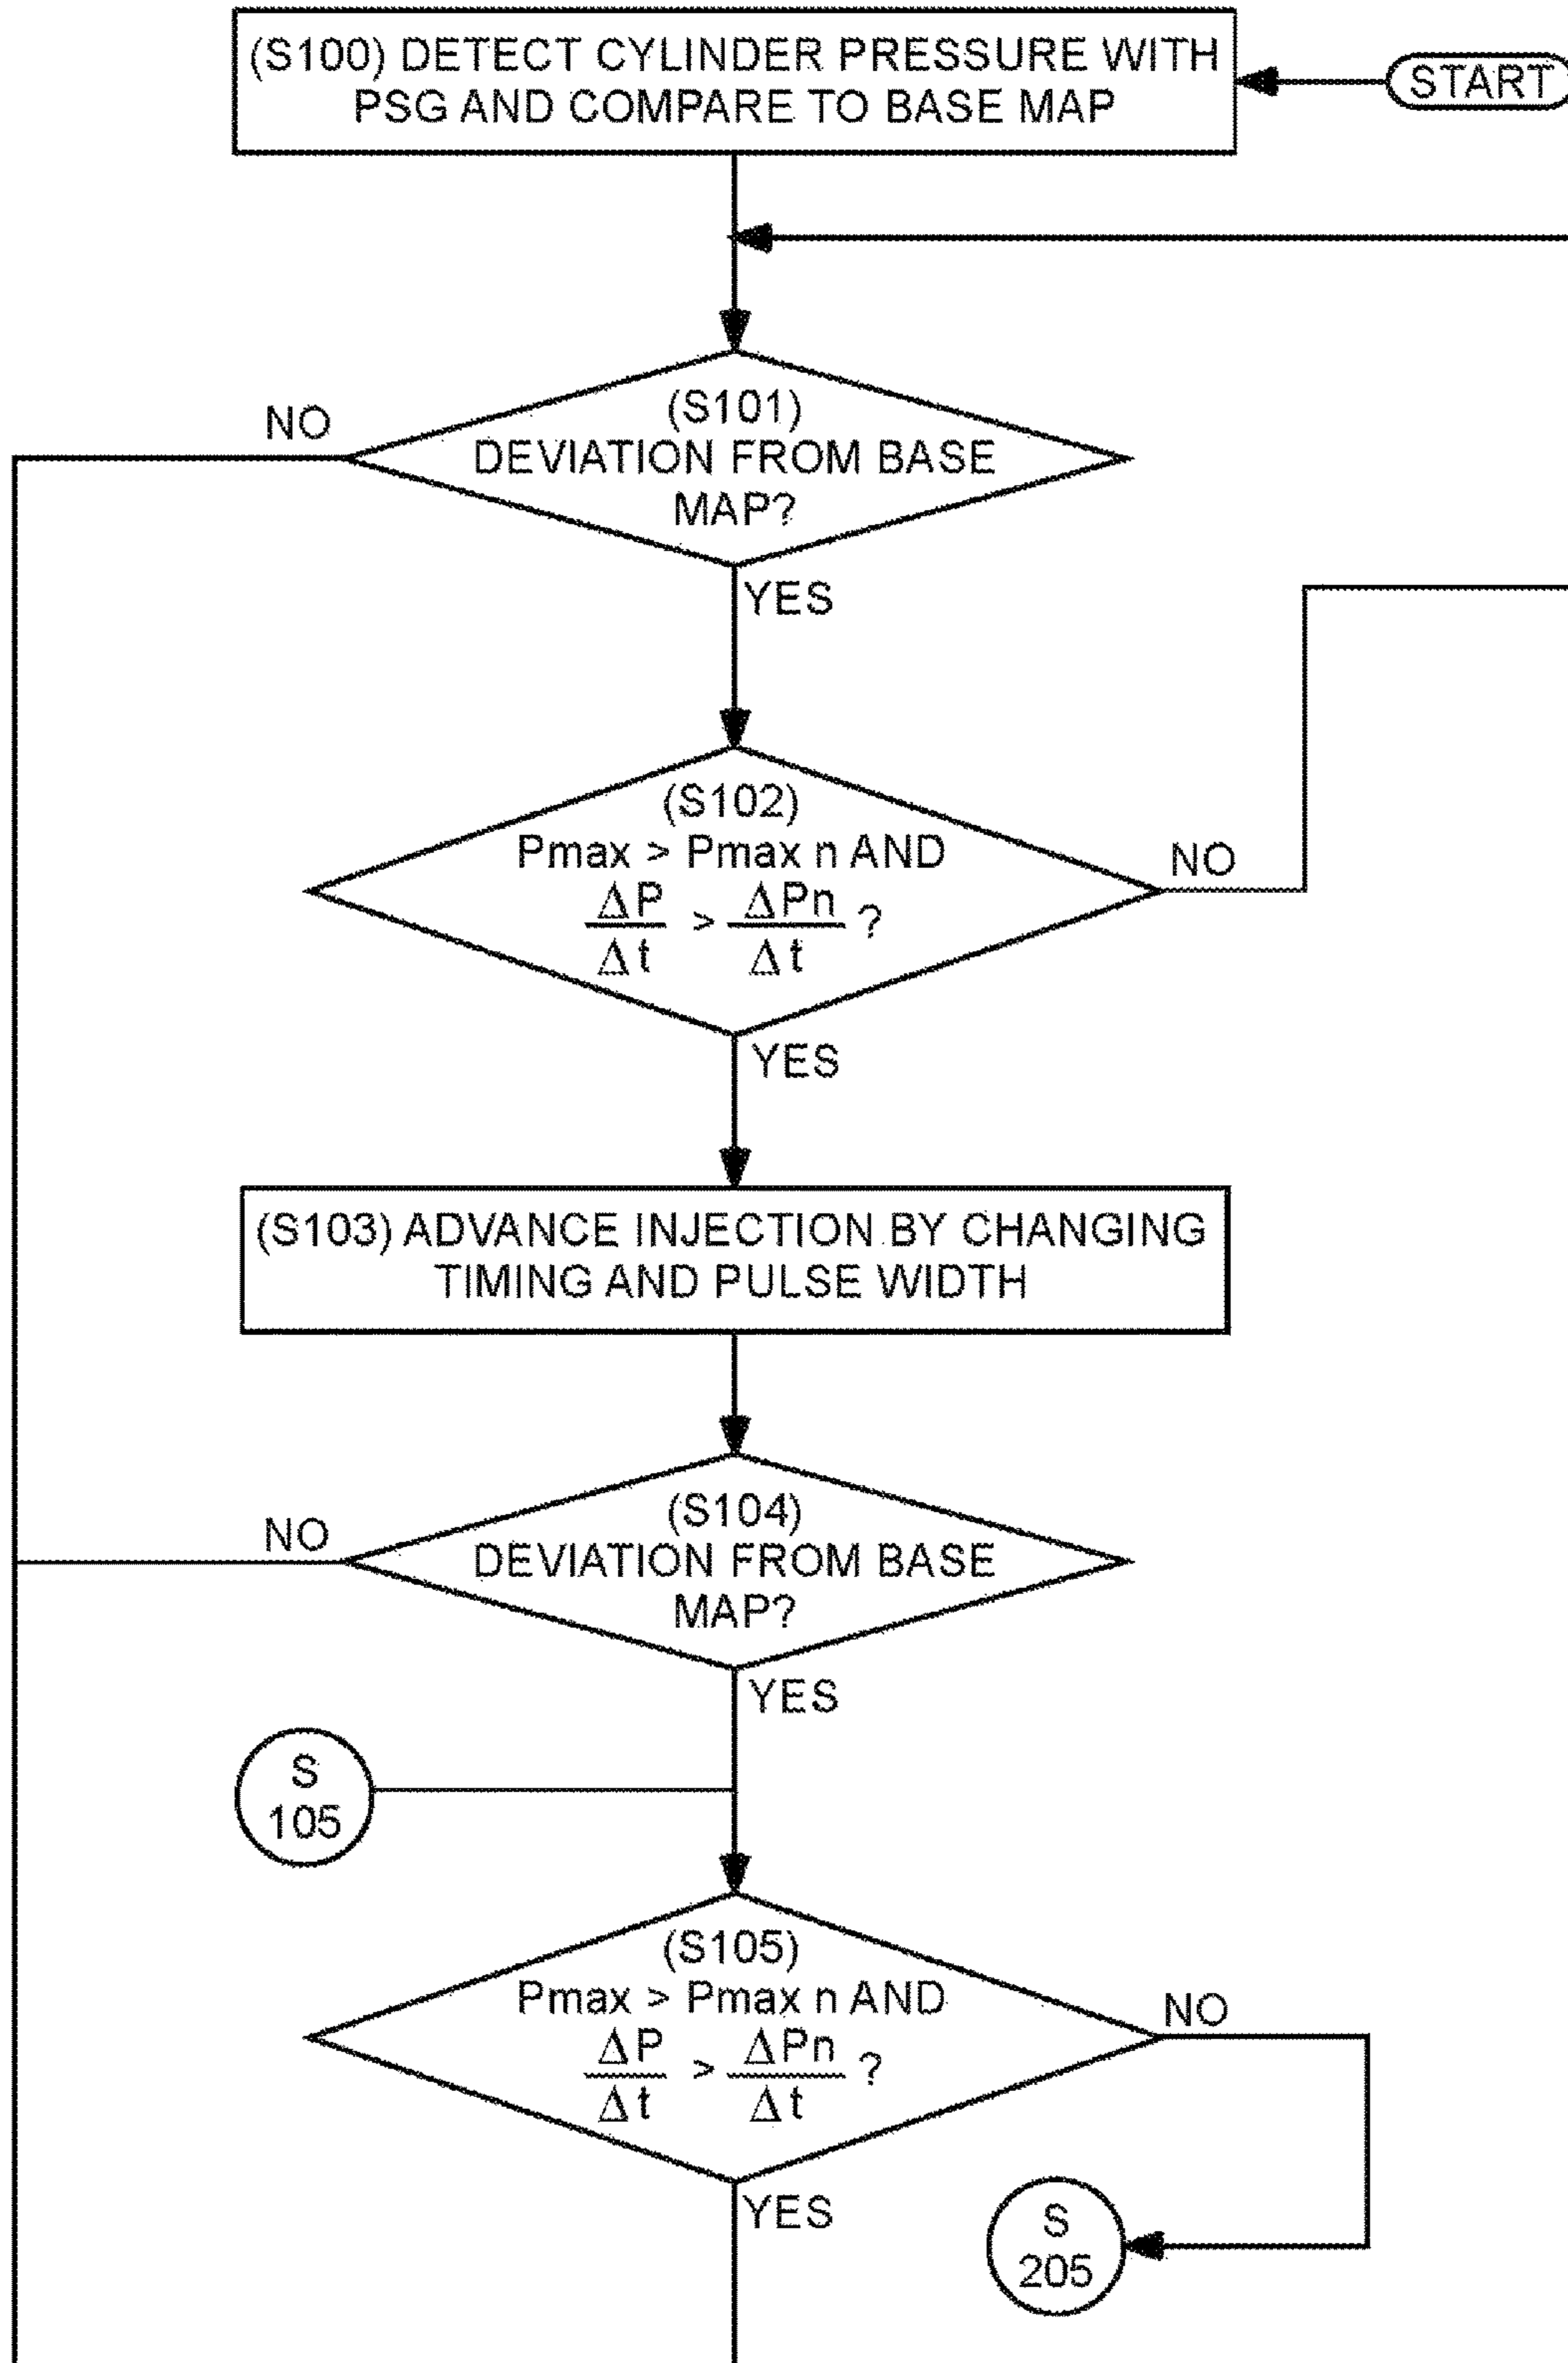 (S100) DETECT CYLINDER PRESSURE WITH
PSG AND COMPARE TO BASE MAP
START
(S101)
DEVIATION FROM BASE
MAP?
NO
YES
(S102)
Pmax > Pmax n AND
ΔP/Δt > ΔPn/Δt ?
NO
YES
(S103) ADVANCE INJECTION BY CHANGING
TIMING AND PULSE WIDTH
(S104)
DEVIATION FROM BASE
MAP?
NO
YES
S
105
(S105)
Pmax > Pmax n AND
ΔP/Δt > ΔPn/Δt ?
NO
YES
S
205